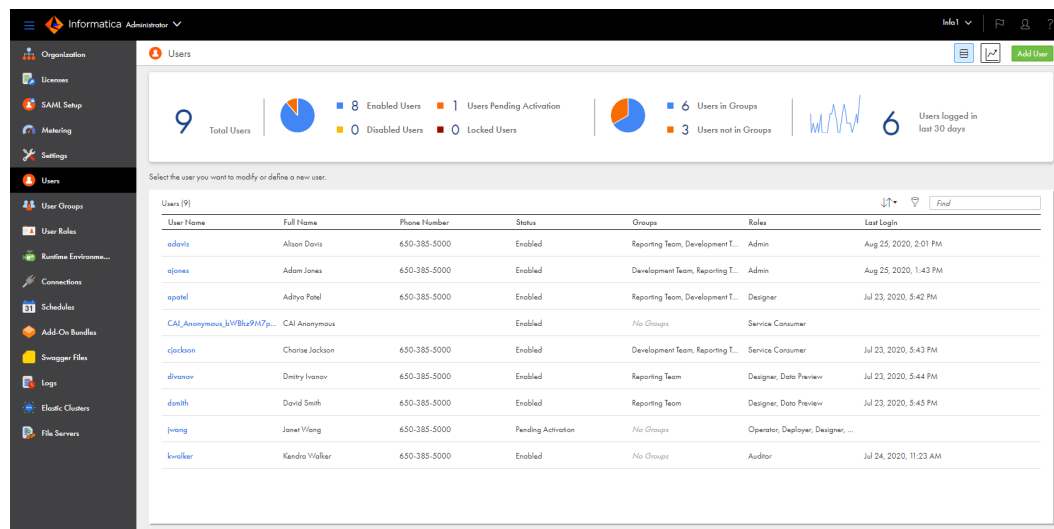 Informatica Administrator
Info1
?
Organization
Licenses
SAML Setup
Metering
Settings
Users
User Groups
User Roles
Runtime Environme...
Connections
31 Schedules
Add-On Bundles
Swagger Files
Logs
Elastic Clusters
File Servers
Users
Add User
9 Total Users
8 Enabled Users 1 Users Pending Activation
0 Disabled Users 0 Locked Users
6 Users in Groups
3 Users not in Groups
6 Users logged in
last 30 days
Select the user you want to modify or define a new user.
Users (9) Find
User Name Full Name Phone Number Status Groups Roles Last Login
adavis Alison Davis 650-385-5000 Enabled Reporting Team, Development T... Admin Aug 25, 2020, 2:01 PM
ajones Adam Jones 650-385-5000 Enabled Development Team, Reporting T... Admin Aug 25, 2020, 1:43 PM
apatel Aditya Patel 650-385-5000 Enabled Reporting Team, Development T... Designer Jul 23, 2020, 5:42 PM
CAI_Anonymous_bWBhz9M7p... CAI Anonymous Enabled No Groups Service Consumer
cjackson Charise Jackson 650-385-5000 Enabled Development Team, Reporting T... Service Consumer Jul 23, 2020, 5:43 PM
divanov Dmitry Ivanov 650-385-5000 Enabled Reporting Team Designer, Data Preview Jul 23, 2020, 5:44 PM
dsmith David Smith 650-385-5000 Enabled Reporting Team Designer, Data Preview Jul 23, 2020, 5:45 PM
jwang Janet Wang 650-385-5000 Pending Activation No Groups Operator, Deployer, Designer, ...
kwalker Kendra Walker 650-385-5000 Enabled No Groups Auditor Jul 24, 2020, 11:23 AM